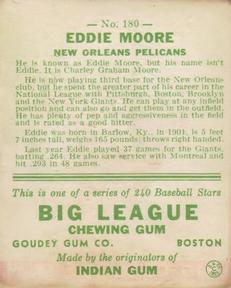 — No. 180 —
EDDIE MOORE
NEW ORLEANS PELICANS
He is known as Eddie Moore, but his name isn't
Eddie. It is Charley Graham Moore.
He is now playing third base for the New Orleans
club, but he spent the greater part of his career in the
National League with Pittsburgh, Boston, Brooklyn
and the New York Giants. He can play at any infield
position and can also go and get them in the outfield.
He has plenty of pep and aggressiveness in the field
and is rated as a good hitter.
Eddie was born in Barlow, Ky., in 1901, is 5 feet
7 inches tall, weighs 165 pounds; throws right handed.
Last year Eddie played 37 games for the Giants,
batting .264. He also saw service with Montreal and
hit .293 in 48 games.
This is one of a series of 240 Baseball Stars
BIG LEAGUE
CHEWING GUM
GOUDEY GUM CO. BOSTON
Made by the originators of
INDIAN GUM